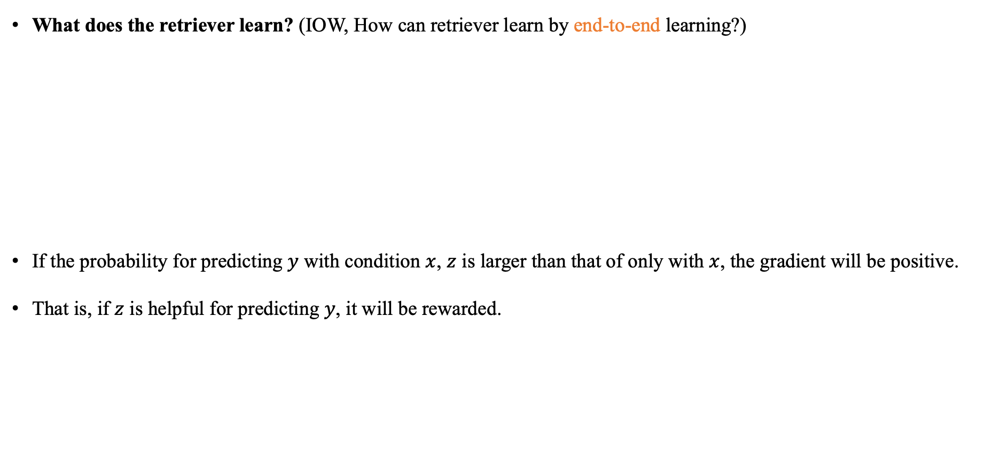 • What does the retriever learn? (IOW, How can retriever learn by end-to-end learning?)
• If the probability for predicting y with condition x, z is larger than that of only with x, the gradient will be positive.
• That is, if z is helpful for predicting y, it will be rewarded.